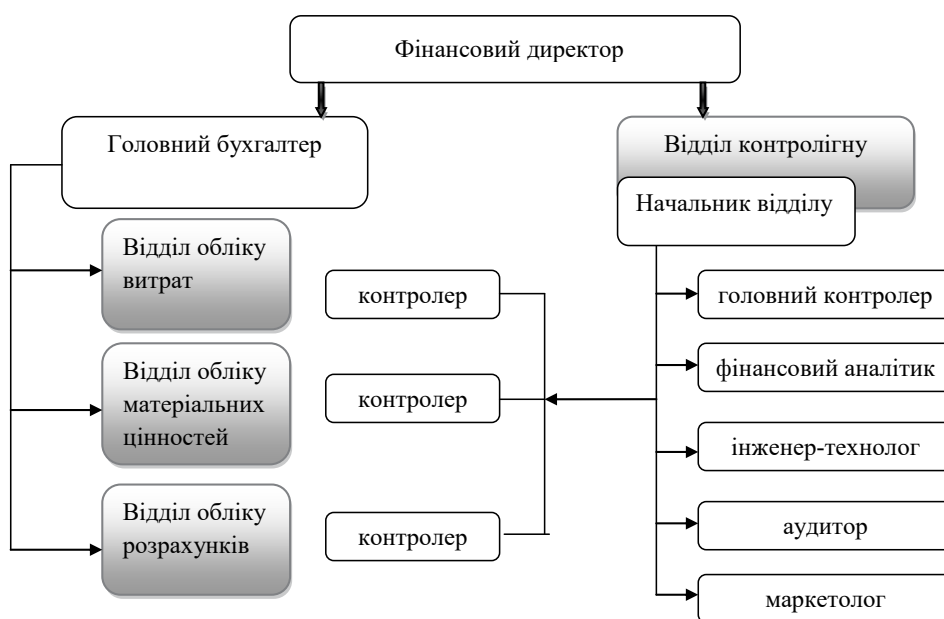 Фінансовий директор
Головний бухгалтер
Відділ контролігну
Начальник відділу
Відділ обліку
витрат
Відділ обліку
матеріальних
цінностей
Відділ обліку
розрахунків
контролер
контролер
контролер
головний контролер
фінансовий аналітик
інженер-технолог
аудитор
маркетолог